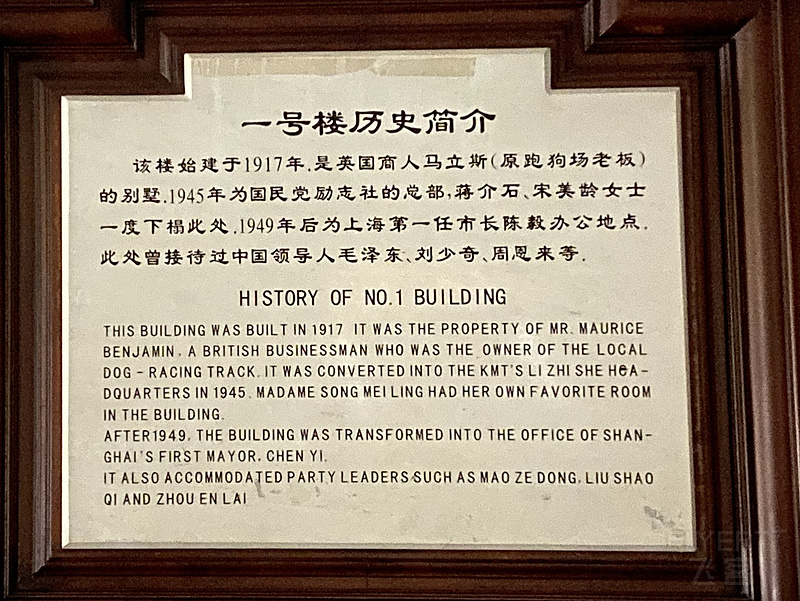 一号楼历史简介
该楼始建于1917年,是英国商人马立斯(原跑狗场老板)
的别墅.1945年为国民党励志社的总部,蒋介石、宋美龄女士
一度下榻此处.1949年后为上海第一任市长陈毅办公地点.
此处曾接待过中国领导人毛泽东、刘少奇、周恩来等.
HISTORY OF NO.1 BUILDING
THIS BUILDING WAS BUILT IN 1917 IT WAS THE PROPERTY OF MR. MAURICE
BENJAMIN, A BRITISH BUSINESSMAN WHO WAS THE OWNER OF THE LOCAL
DOG - RACING TRACK. IT WAS CONVERTED INTO THE KMT'S LI ZHI SHE HEA-
DQUARTERS IN 1945. MADAME SONG MEI LING HAD HER OWN FAVORITE ROOM
IN THE BUILDING.
AFTER1949, THE BUILDING WAS TRANSFORMED INTO THE OFFICE OF SHAN-
GHAI'S FIRST MAYOR, CHEN YI.
IT ALSO ACCOMMODATED PARTY LEADERS SUCH AS MAO ZE DONG, LIU SHAO
QI AND ZHOU EN LAI